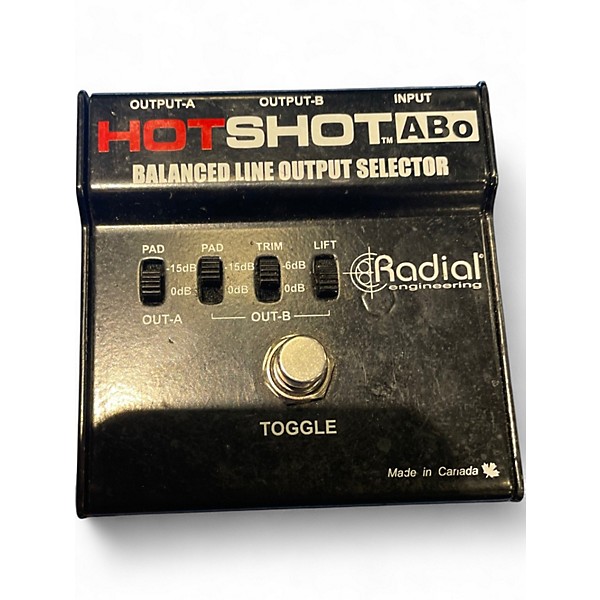 OUTPUT-A OUTPUT-B INPUT
HOTSHOT™ ABo
BALANCED LINE OUTPUT SELECTOR
PAD PAD TRIM LIFT
-15dB -15dB -6dB
0dB 0dB 0dB
OUT-A OUT-B
Radial®
engineering
TOGGLE
Made in Canada